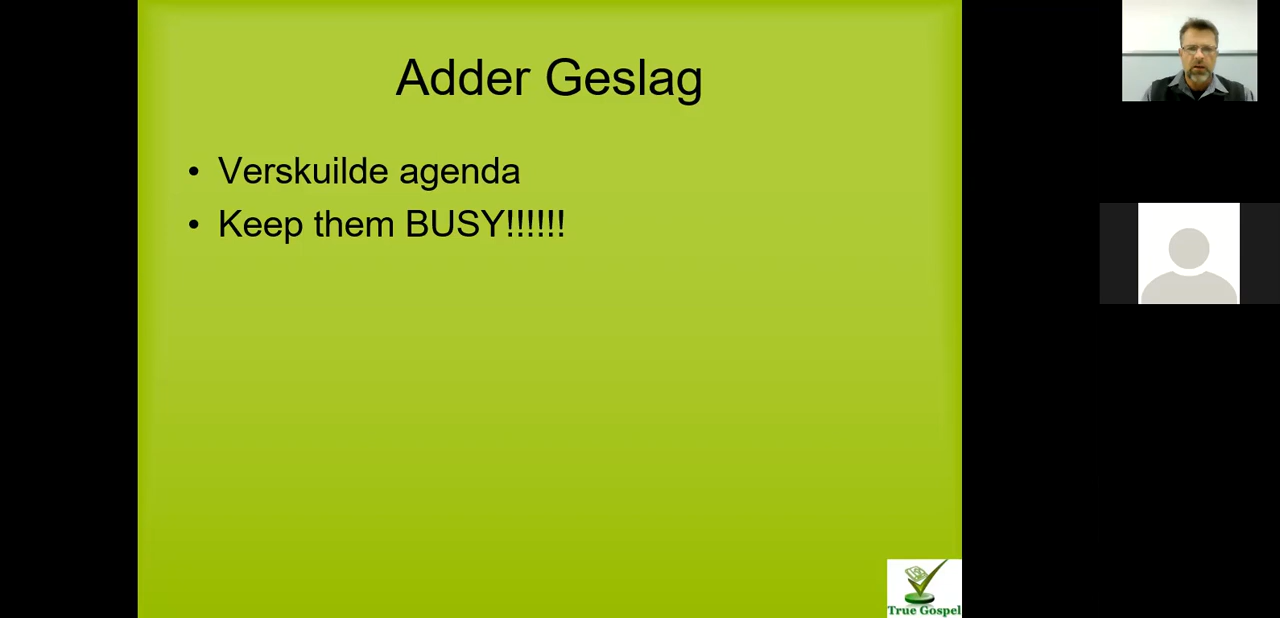 Adder Geslag
• Verskuilde agenda
• Keep them BUSY!!!!!!
True Gospel